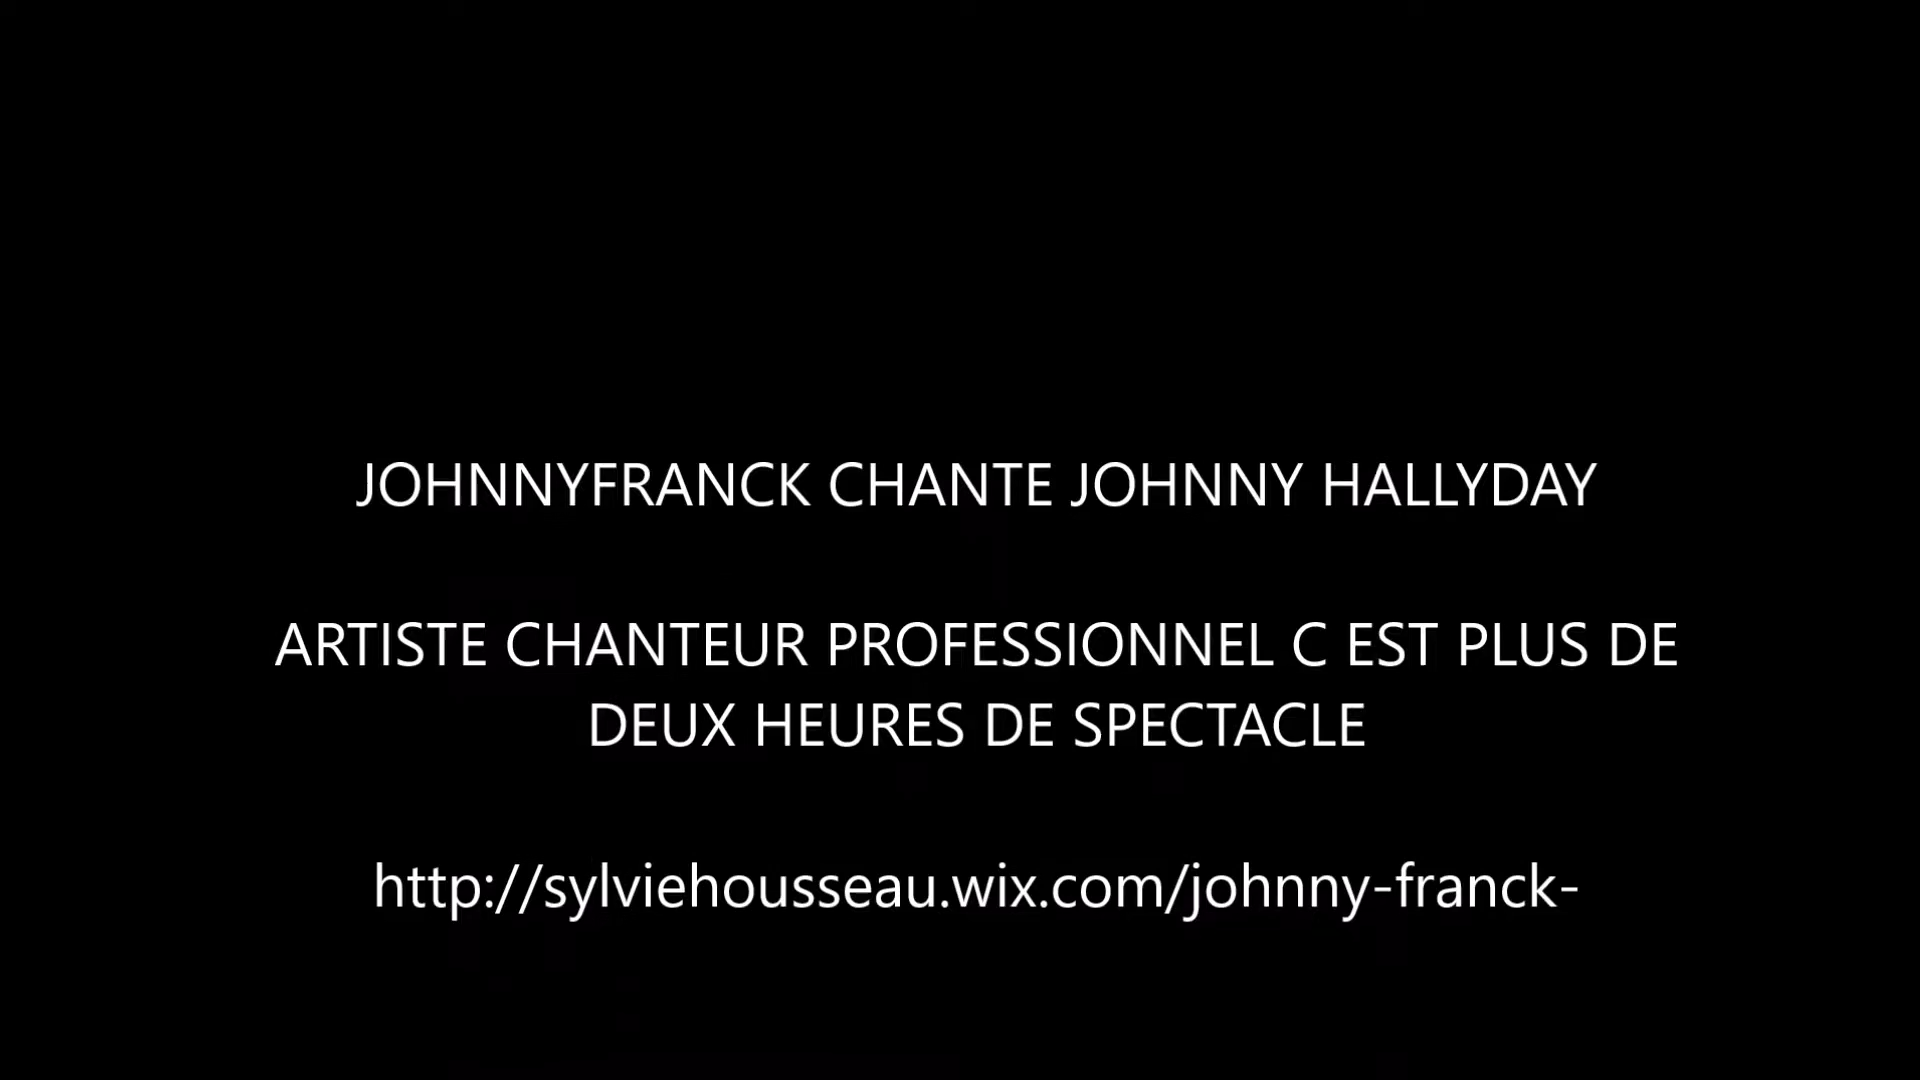 JOHNNYFRANCK CHANTE JOHNNY HALLYDAY
ARTISTE CHANTEUR PROFESSIONNEL C EST PLUS DE
DEUX HEURES DE SPECTACLE
http://sylviehousseau.wix.com/johnny-franck-